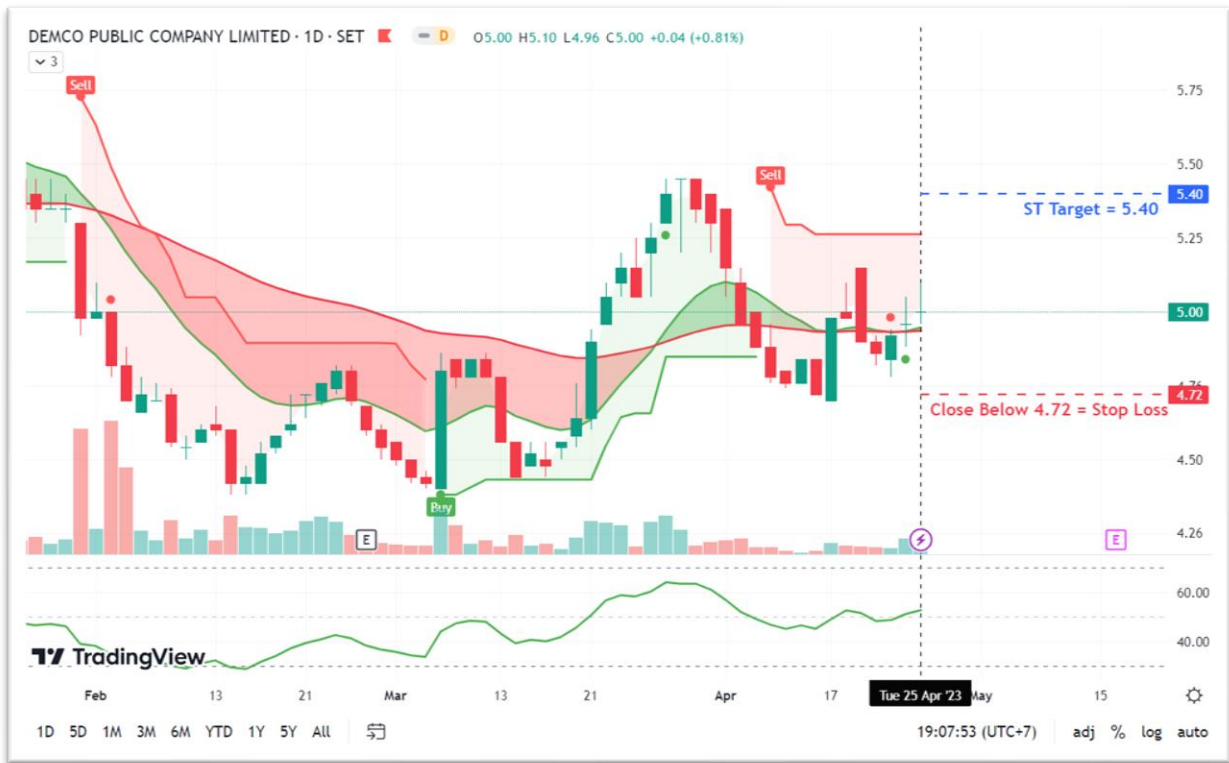 DEMCO PUBLIC COMPANY LIMITED · 1D · SET D O5.00 H5.10 L4.96 C5.00 +0.04 (+0.81%)
3
Sell
5.75
5.50
Sell
5.40
ST Target = 5.40
5.25
5.00
4.76
4.72
Close Below 4.72 = Stop Loss
4.50
Buy
E
E
4.26
60.00
40.00
TradingView
Feb 13 21 Mar 13 21 Apr 17 Tue 25 Apr '23 May 15
1D 5D 1M 3M 6M YTD 1Y 5Y All 19:07:53 (UTC+7) adj % log auto